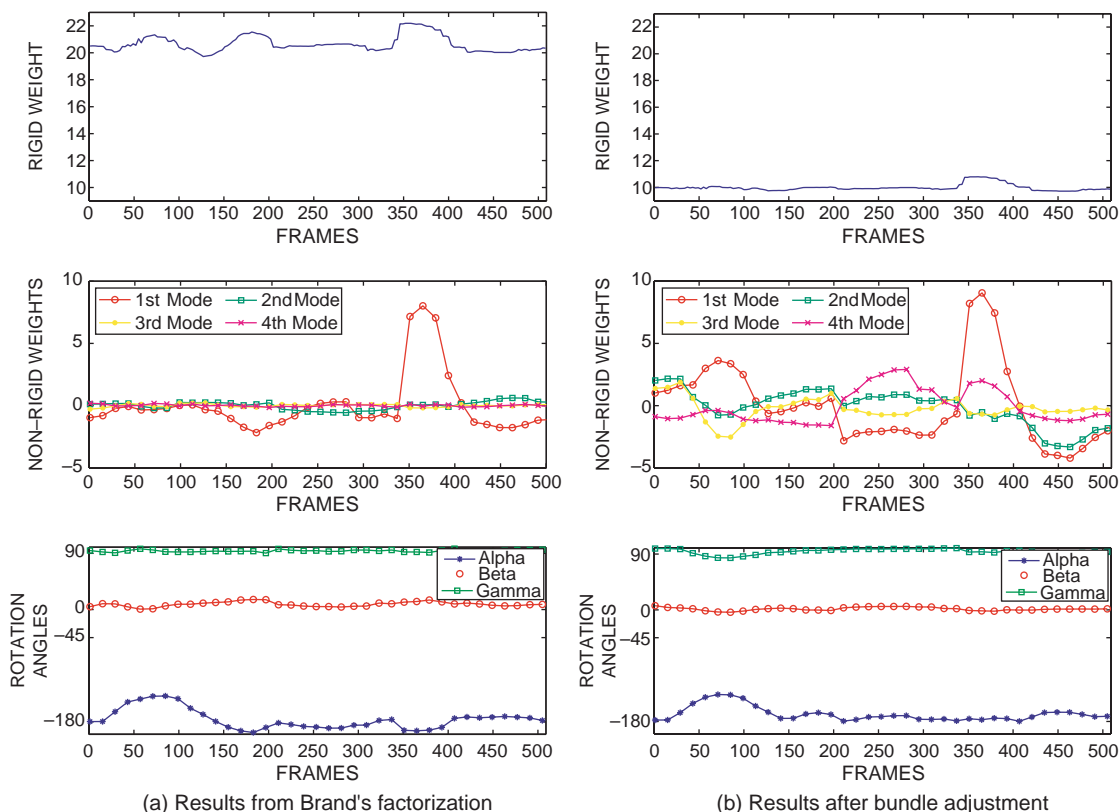 RIGID WEIGHT
22
20
18
16
14
12
10
0 50 100 150 200 250 300 350 400 450 500
FRAMES
RIGID WEIGHT
22
20
18
16
14
12
10
0 50 100 150 200 250 300 350 400 450 500
FRAMES
NON–RIGID WEIGHTS
10
5
0
–5
1st Mode 2nd Mode
3rd Mode 4th Mode
0 50 100 150 200 250 300 350 400 450 500
FRAMES
NON–RIGID WEIGHTS
10
5
0
–5
1st Mode 2nd Mode
3rd Mode 4th Mode
0 50 100 150 200 250 300 350 400 450 500
FRAMES
ROTATION
ANGLES
90
0
–45
–180
Alpha
Beta
Gamma
0 50 100 150 200 250 300 350 400 450 500
FRAMES
ROTATION
ANGLES
90
0
–45
–180
Alpha
Beta
Gamma
0 50 100 150 200 250 300 350 400 450 500
FRAMES
(a) Results from Brand's factorization
(b) Results after bundle adjustment